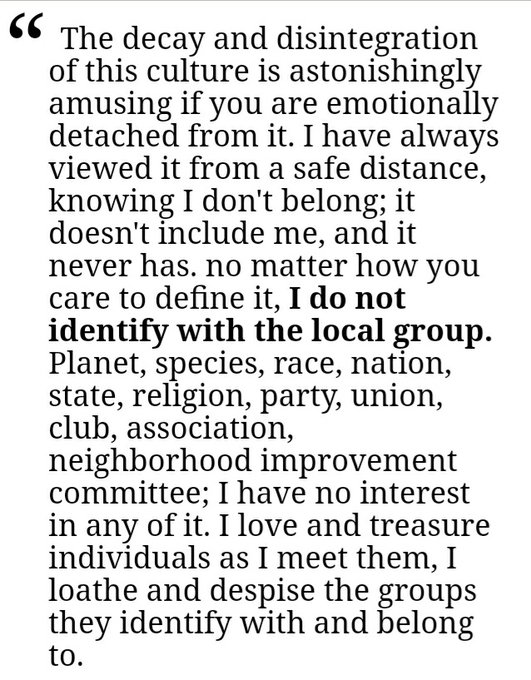 “ The decay and disintegration
of this culture is astonishingly
amusing if you are emotionally
detached from it. I have always
viewed it from a safe distance,
knowing I don't belong; it
doesn't include me, and it
never has. no matter how you
care to define it, I do not
identify with the local group.
Planet, species, race, nation,
state, religion, party, union,
club, association,
neighborhood improvement
committee; I have no interest
in any of it. I love and treasure
individuals as I meet them, I
loathe and despise the groups
they identify with and belong
to.